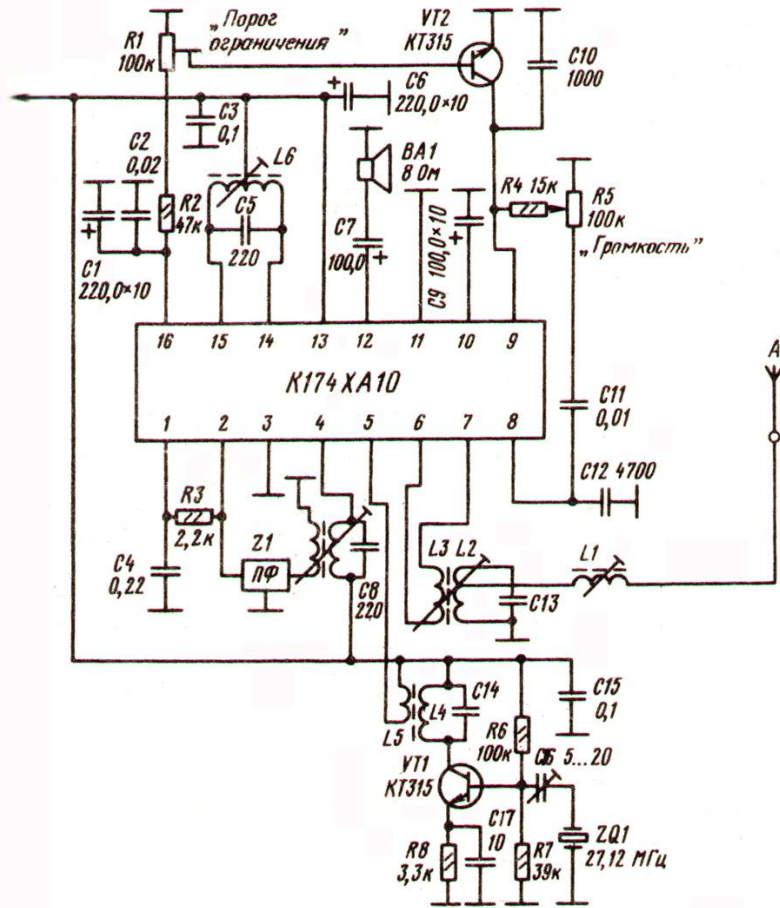 „Порог
ограничения"
R1
100к
VT2
КТ315
C10
1000
C6
220,0×10
C3
0,1
C2
0,02
L6
BA1
8 Ом
R4 15к
R5
100к
„Громкость"
R2
47к
C5
220
C7
100,0
C9 100,0×10
C1
220,0×10
16 15 14 13 12 11 10 9
К174ХА10
1 2 3 4 5 6 7 8
A
C11
0,01
C12 4700
R3
2,2к
Z1
ПФ
C4
0,22
C8
220
L3 L2
L1
C13
C14
C15
0,1
L5
L4
R6
100к
C16 5...20
VT1
КТ315
C17
10
R8
3,3к
R7
39к
ZQ1
27,12 МГц